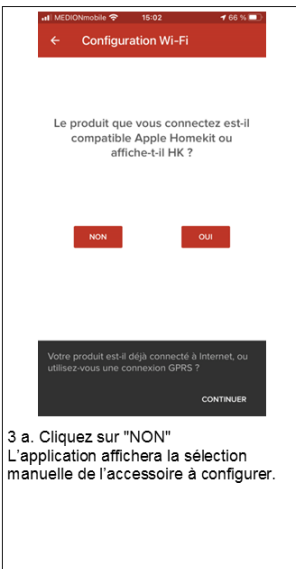 MEDIONmobile 15:02 66 %
← Configuration Wi-Fi
Le produit que vous connectez est-il
compatible Apple Homekit ou
affiche-t-il HK ?
NON OUI
Votre produit est-il déjà connecté à Internet, ou
utilisez-vous une connexion GPRS ?
CONTINUER
3 a. Cliquez sur "NON"
L'application affichera la sélection
manuelle de l'accessoire à configurer.